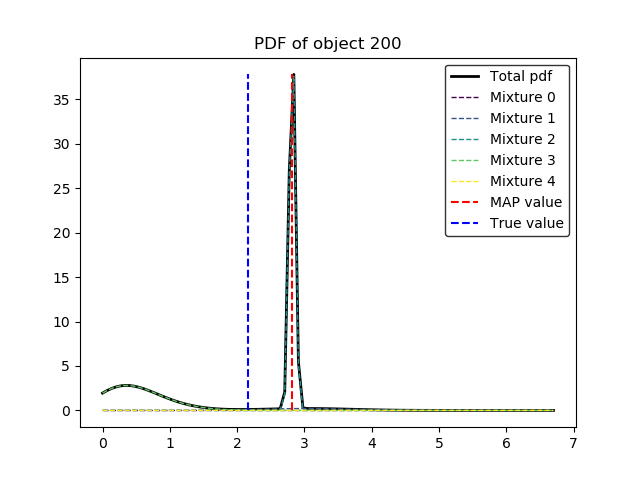 PDF of object 200
Total pdf
Mixture 0
Mixture 1
Mixture 2
Mixture 3
Mixture 4
MAP value
True value
35
30
25
20
15
10
5
0
0 1 2 3 4 5 6 7